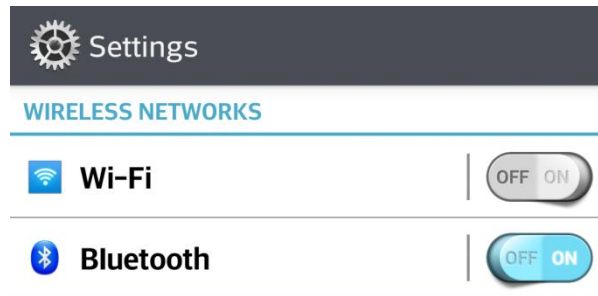 Settings
WIRELESS NETWORKS
Wi-Fi OFF ON
Bluetooth OFF ON